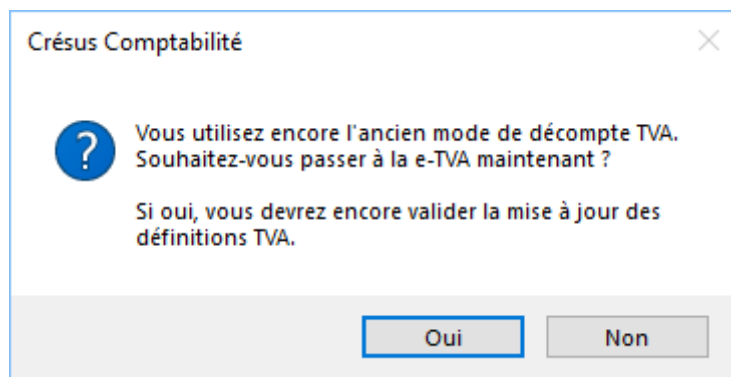 Crésus Comptabilité
Vous utilisez encore l'ancien mode de décompte TVA.
Souhaitez-vous passer à la e-TVA maintenant ?
Si oui, vous devrez encore valider la mise à jour des
définitions TVA.
Oui
Non